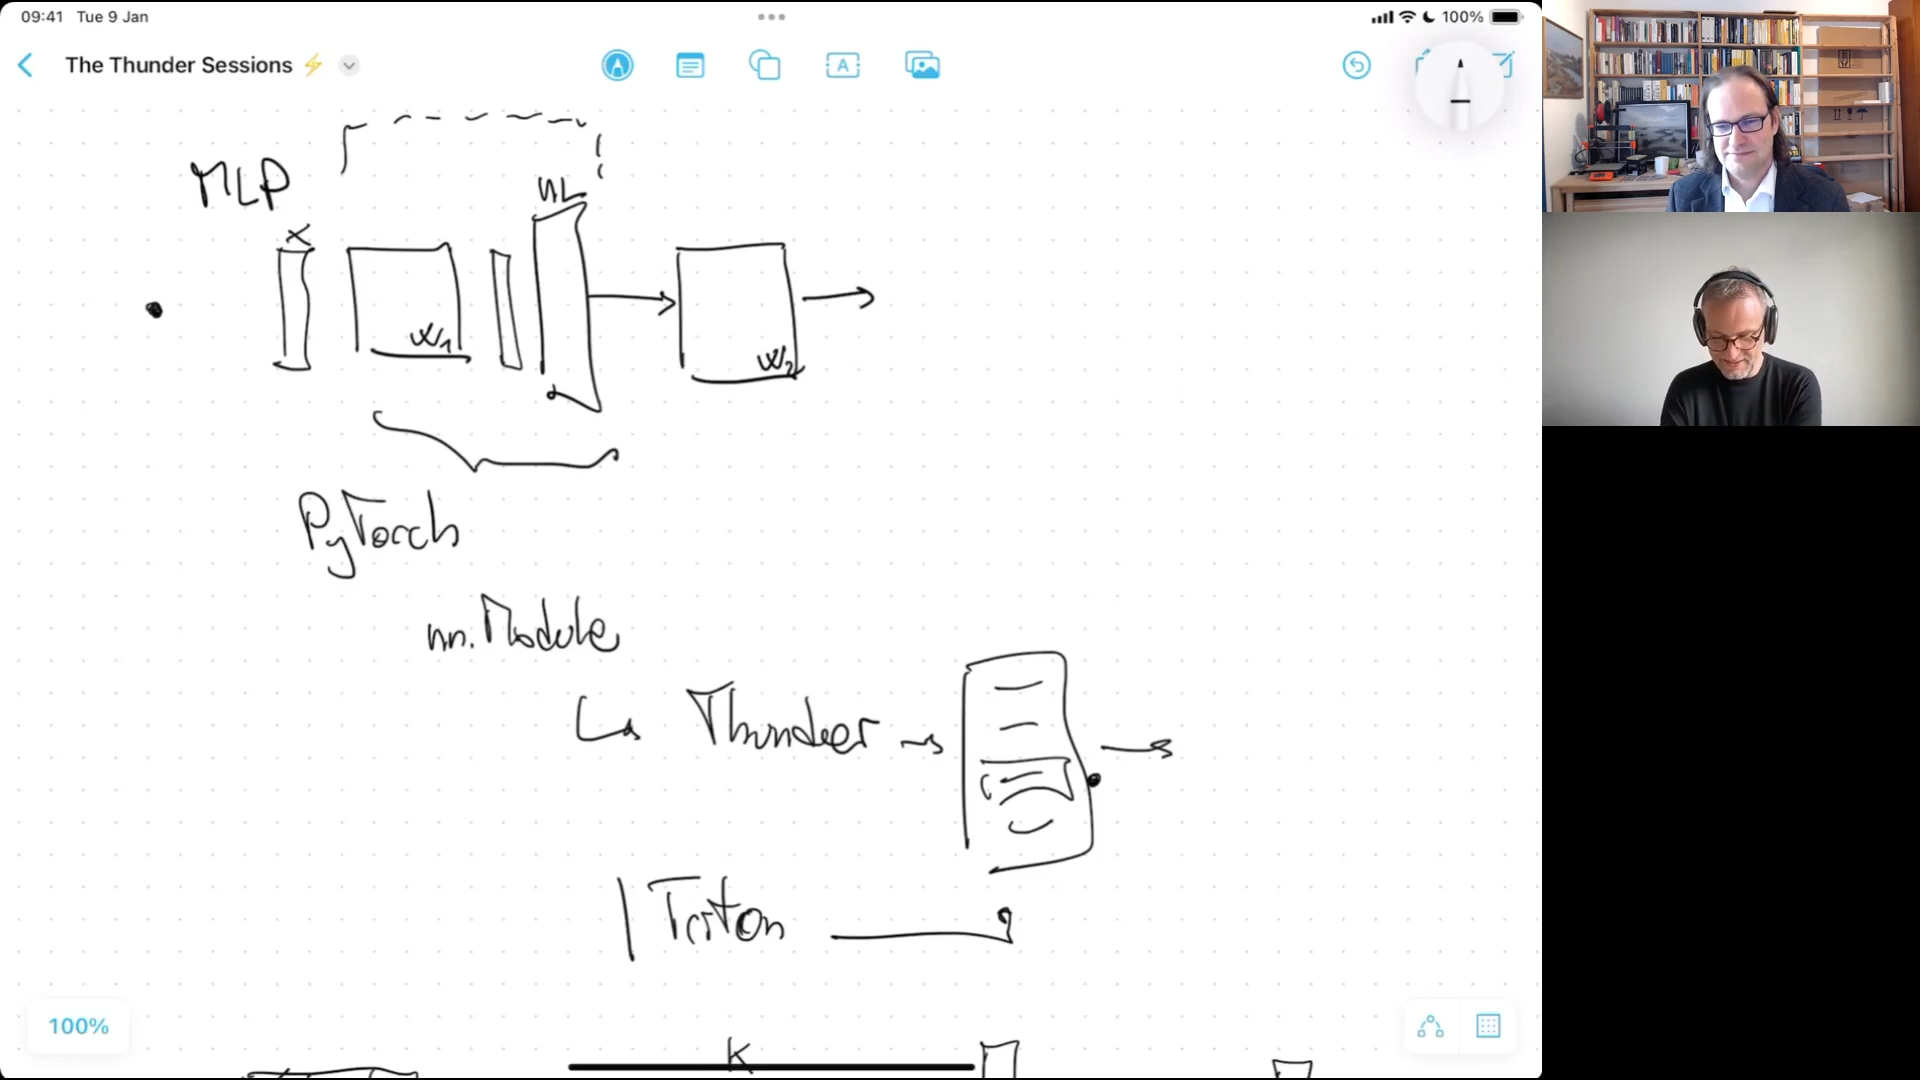 09:41 Tue 9 Jan
100%
The Thunder Sessions ⚡
A
MLP
NL
X
W1
W2
PyTorch
nn.Module
Thunder
Triton
100%
K